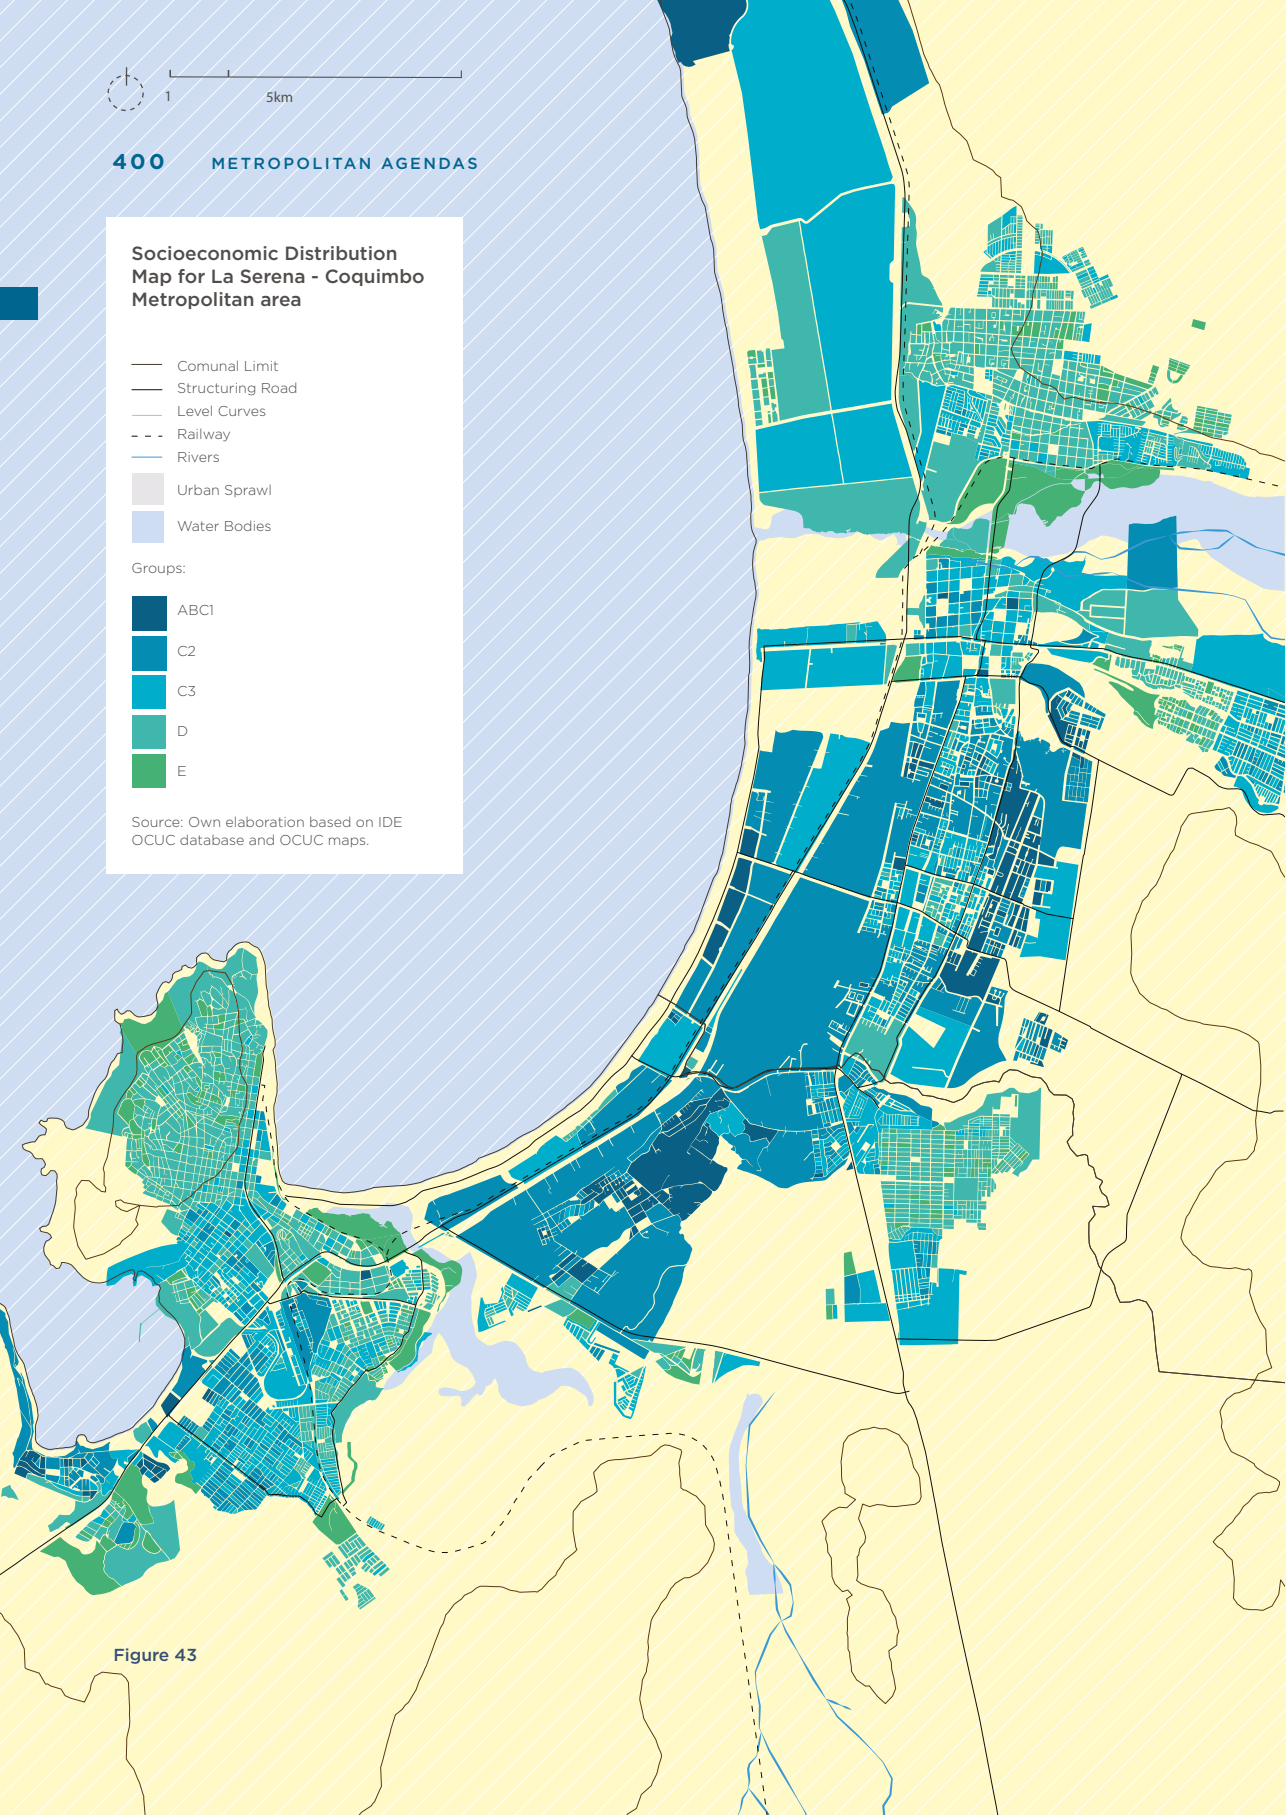 1
5km
400
METROPOLITAN AGENDAS
Socioeconomic Distribution
Map for La Serena - Coquimbo
Metropolitan area
Comunal Limit
Structuring Road
Level Curves
Railway
Rivers
Urban Sprawl
Water Bodies
Groups:
ABC1
C2
C3
D
E
Source: Own elaboration based on IDE
OCUC database and OCUC maps.
Figure 43